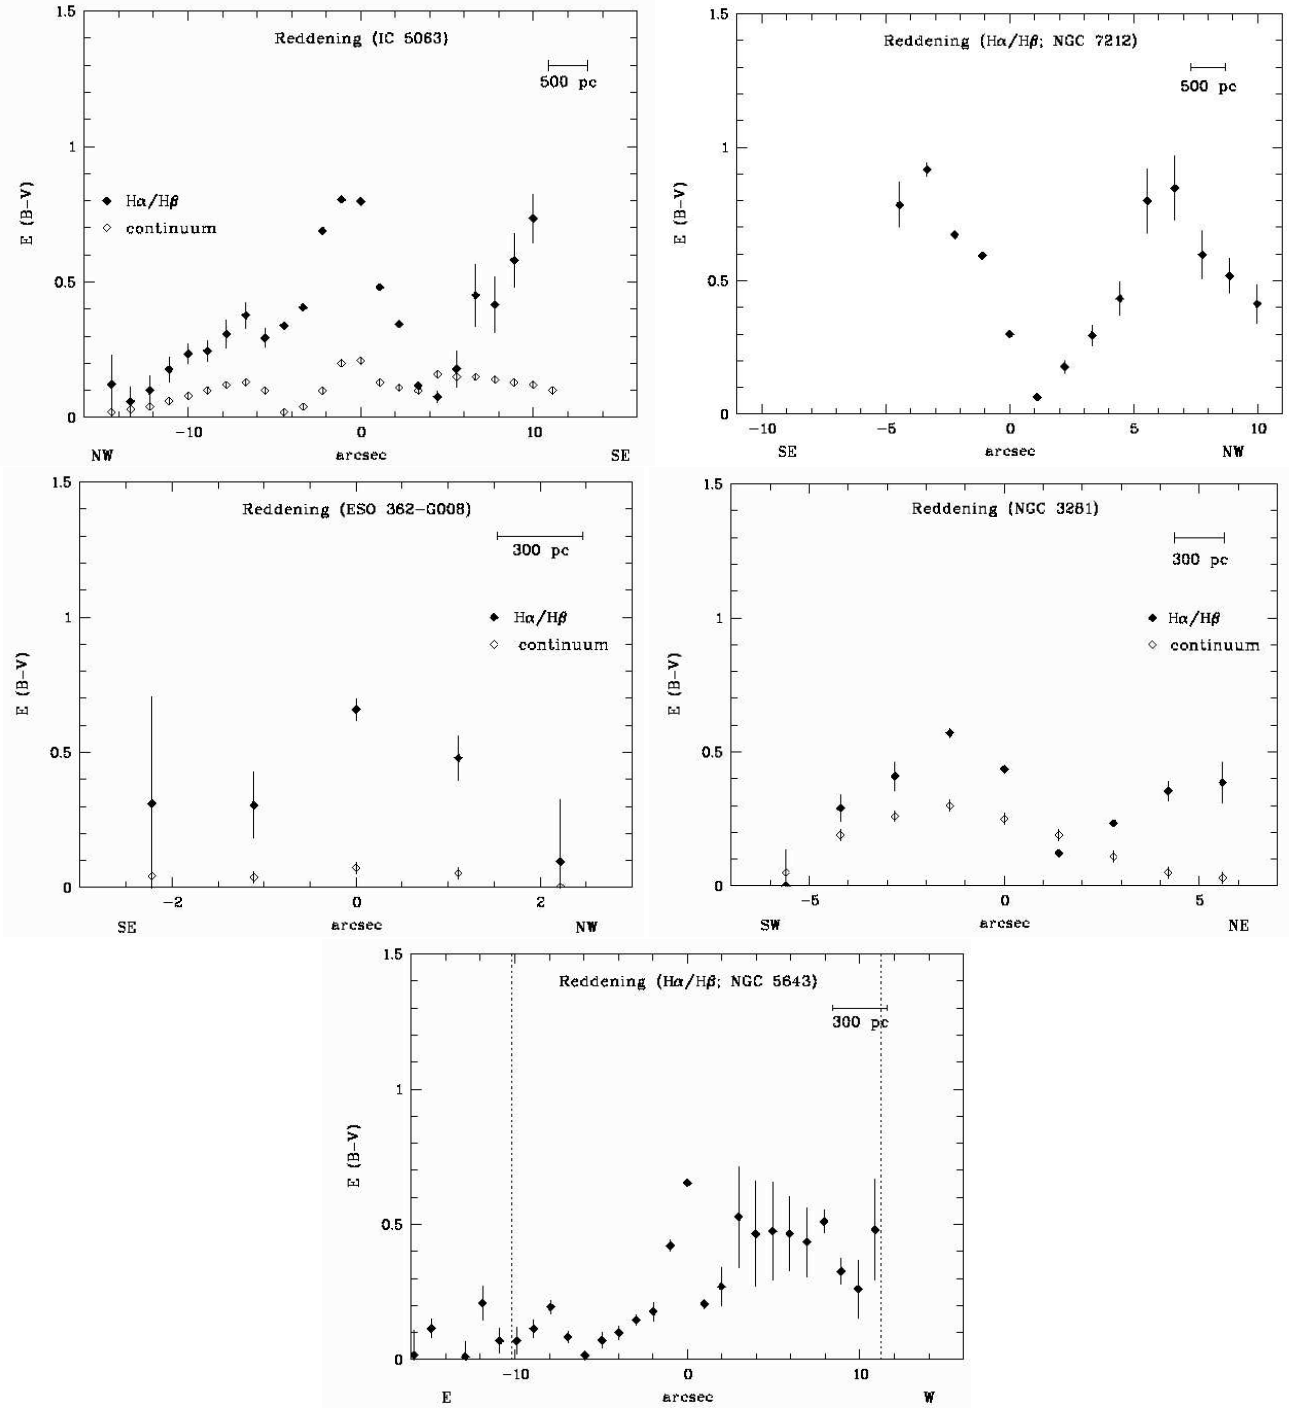 Reddening (IC 5063)
500 pc
Hα/Hβ
continuum
E (B−V)
1.5
1
0.5
0
−10
0
10
NW
arcsec
SE
Reddening (Hα/Hβ; NGC 7212)
500 pc
E (B−V)
1.5
1
0.5
0
−10
−5
0
5
10
SE
arcsec
NW
Reddening (ESO 362−G008)
300 pc
Hα/Hβ
continuum
E (B−V)
1.5
1
0.5
0
−2
0
2
SE
arcsec
NW
Reddening (NGC 3281)
300 pc
Hα/Hβ
continuum
E (B−V)
1.5
1
0.5
0
−5
0
5
SW
arcsec
NE
Reddening (Hα/Hβ; NGC 5643)
300 pc
E (B−V)
1.5
1
0.5
0
−10
0
10
E
arcsec
W